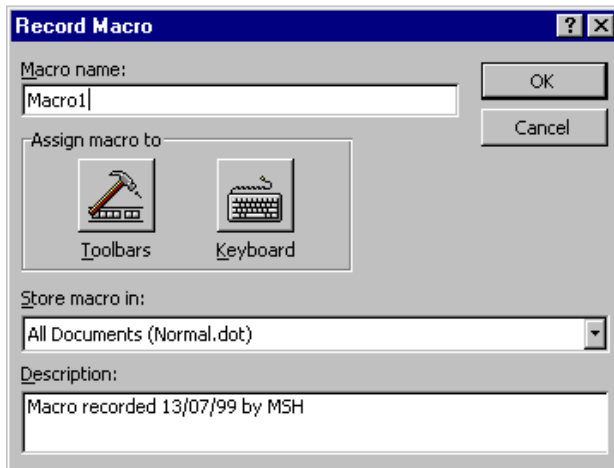 Record Macro
Macro name:
OK
Macro1
Cancel
Assign macro to
Toolbars Keyboard
Store macro in:
All Documents (Normal.dot)
Description:
Macro recorded 13/07/99 by MSH